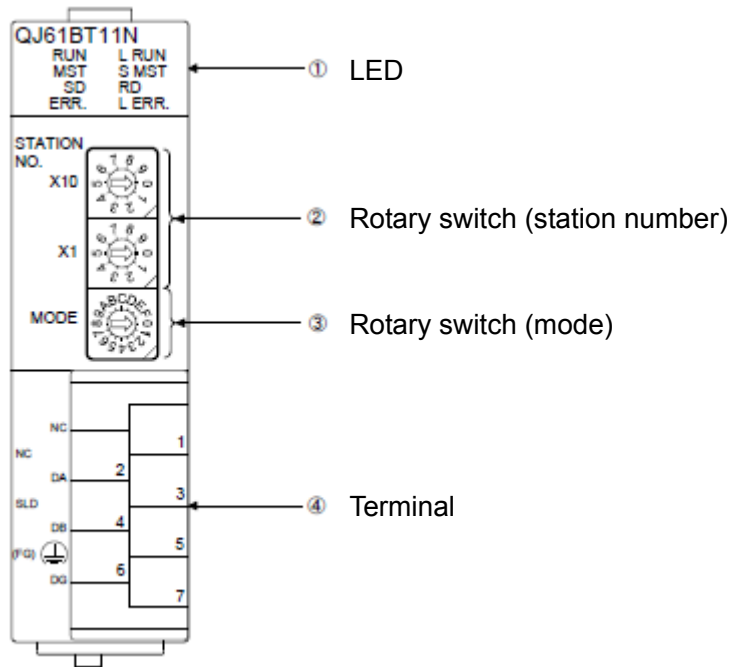 QJ61BT11N
RUN L RUN
MST S MST
SD RD
ERR. L ERR.
① LED
STATION
NO.
X10
② Rotary switch (station number)
X1
MODE
③ Rotary switch (mode)
NC
1
NC
DA 2
3
④ Terminal
SLD
DB 4
5
(FG)
DG 6
7